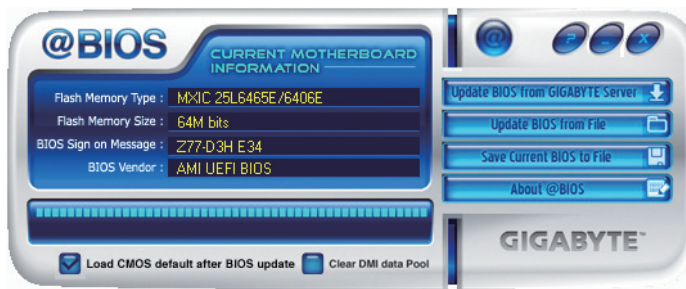 @BIOS
CURRENT MOTHERBOARD
INFORMATION
Flash Memory Type : MXIC 25L6465E/6406E
Flash Memory Size : 64M bits
BIOS Sign on Message : Z77-D3H E34
BIOS Vendor : AMI UEFI BIOS
Load CMOS default after BIOS update
Clear DMI data Pool
@
? - X
Update BIOS from GIGABYTE Server
Update BIOS from File
Save Current BIOS to File
About @BIOS
GIGABYTE™